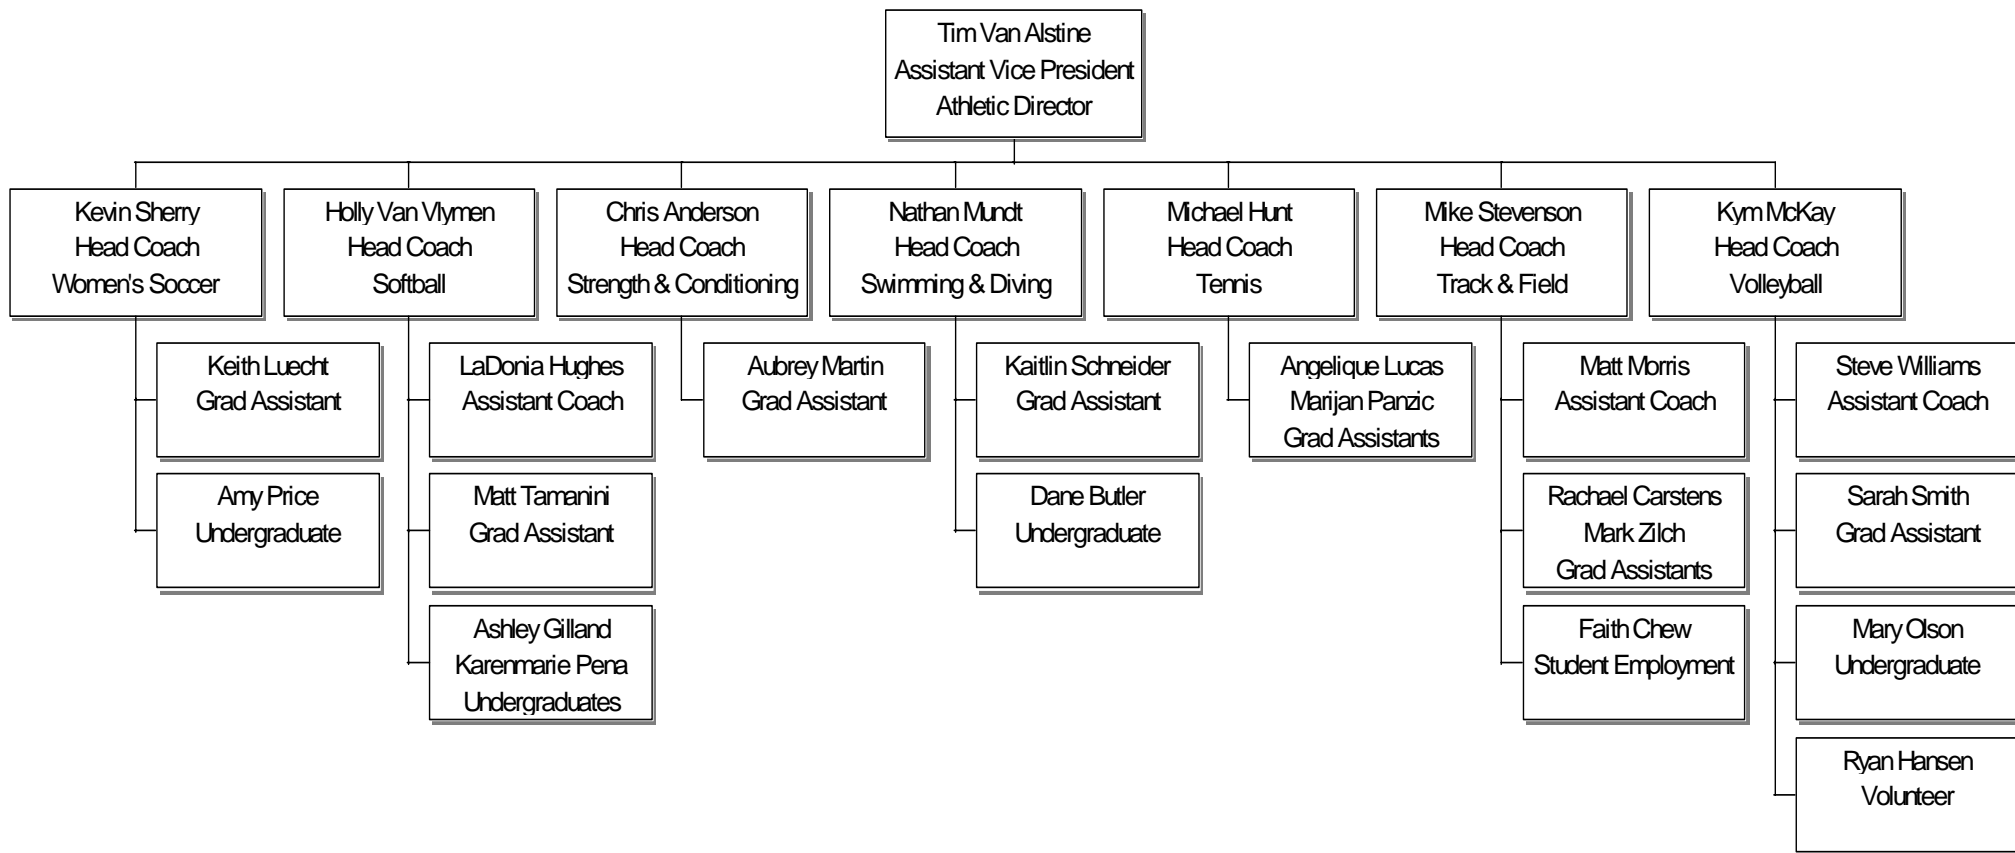 Tim Van Alstine
Assistant Vice President
Athletic Director
Kevin Sherry
Head Coach
Women's Soccer
Keith Luecht
Grad Assistant
Amy Price
Undergraduate
Holly Van Vlymen
Head Coach
Softball
LaDonia Hughes
Assistant Coach
Matt Tamanini
Grad Assistant
Ashley Gilland
Karenmarie Pena
Undergraduates
Chris Anderson
Head Coach
Strength & Conditioning
Aubrey Martin
Grad Assistant
Nathan Mundt
Head Coach
Swimming & Diving
Kaitlin Schneider
Grad Assistant
Dane Butler
Undergraduate
Michael Hunt
Head Coach
Tennis
Angelique Lucas
Marijan Panzic
Grad Assistants
Mike Stevenson
Head Coach
Track & Field
Matt Morris
Assistant Coach
Rachael Carstens
Mark Zilch
Grad Assistants
Faith Chew
Student Employment
Kym McKay
Head Coach
Volleyball
Steve Williams
Assistant Coach
Sarah Smith
Grad Assistant
Mary Olson
Undergraduate
Ryan Hansen
Volunteer